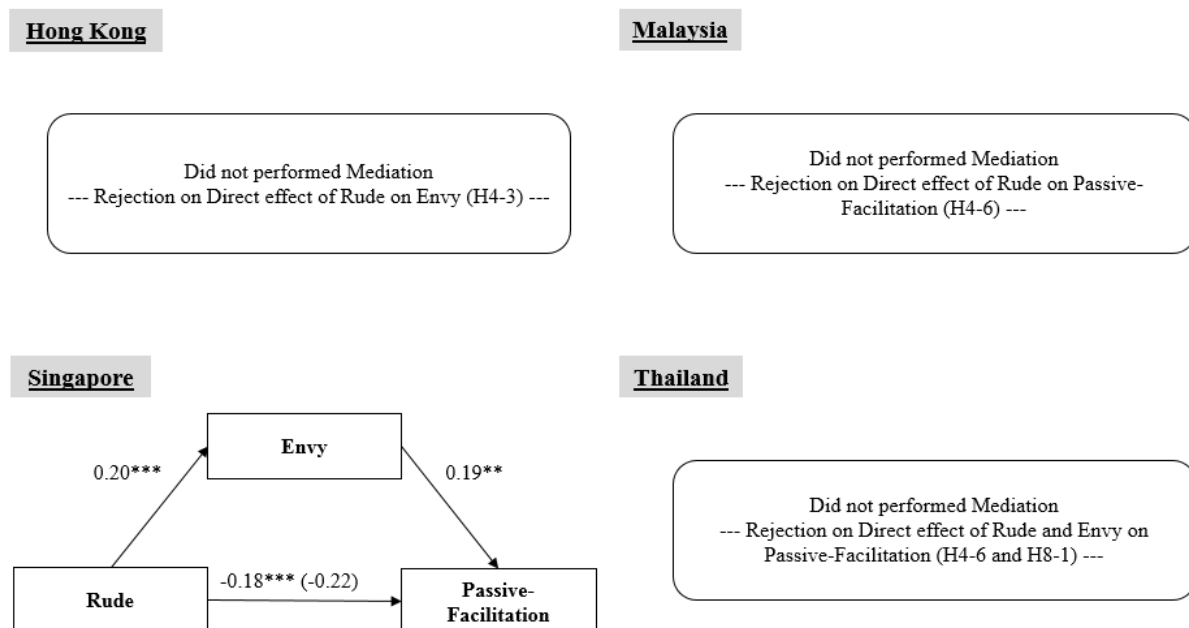 Hong Kong
Did not performed Mediation
--- Rejection on Direct effect of Rude on Envy (H4-3) ---
Malaysia
Did not performed Mediation
--- Rejection on Direct effect of Rude on Passive-
Facilitation (H4-6) ---
Singapore
Envy
0.20***
0.19**
-0.18*** (-0.22)
Rude
Passive-
Facilitation
Thailand
Did not performed Mediation
--- Rejection on Direct effect of Rude and Envy on
Passive-Facilitation (H4-6 and H8-1) ---